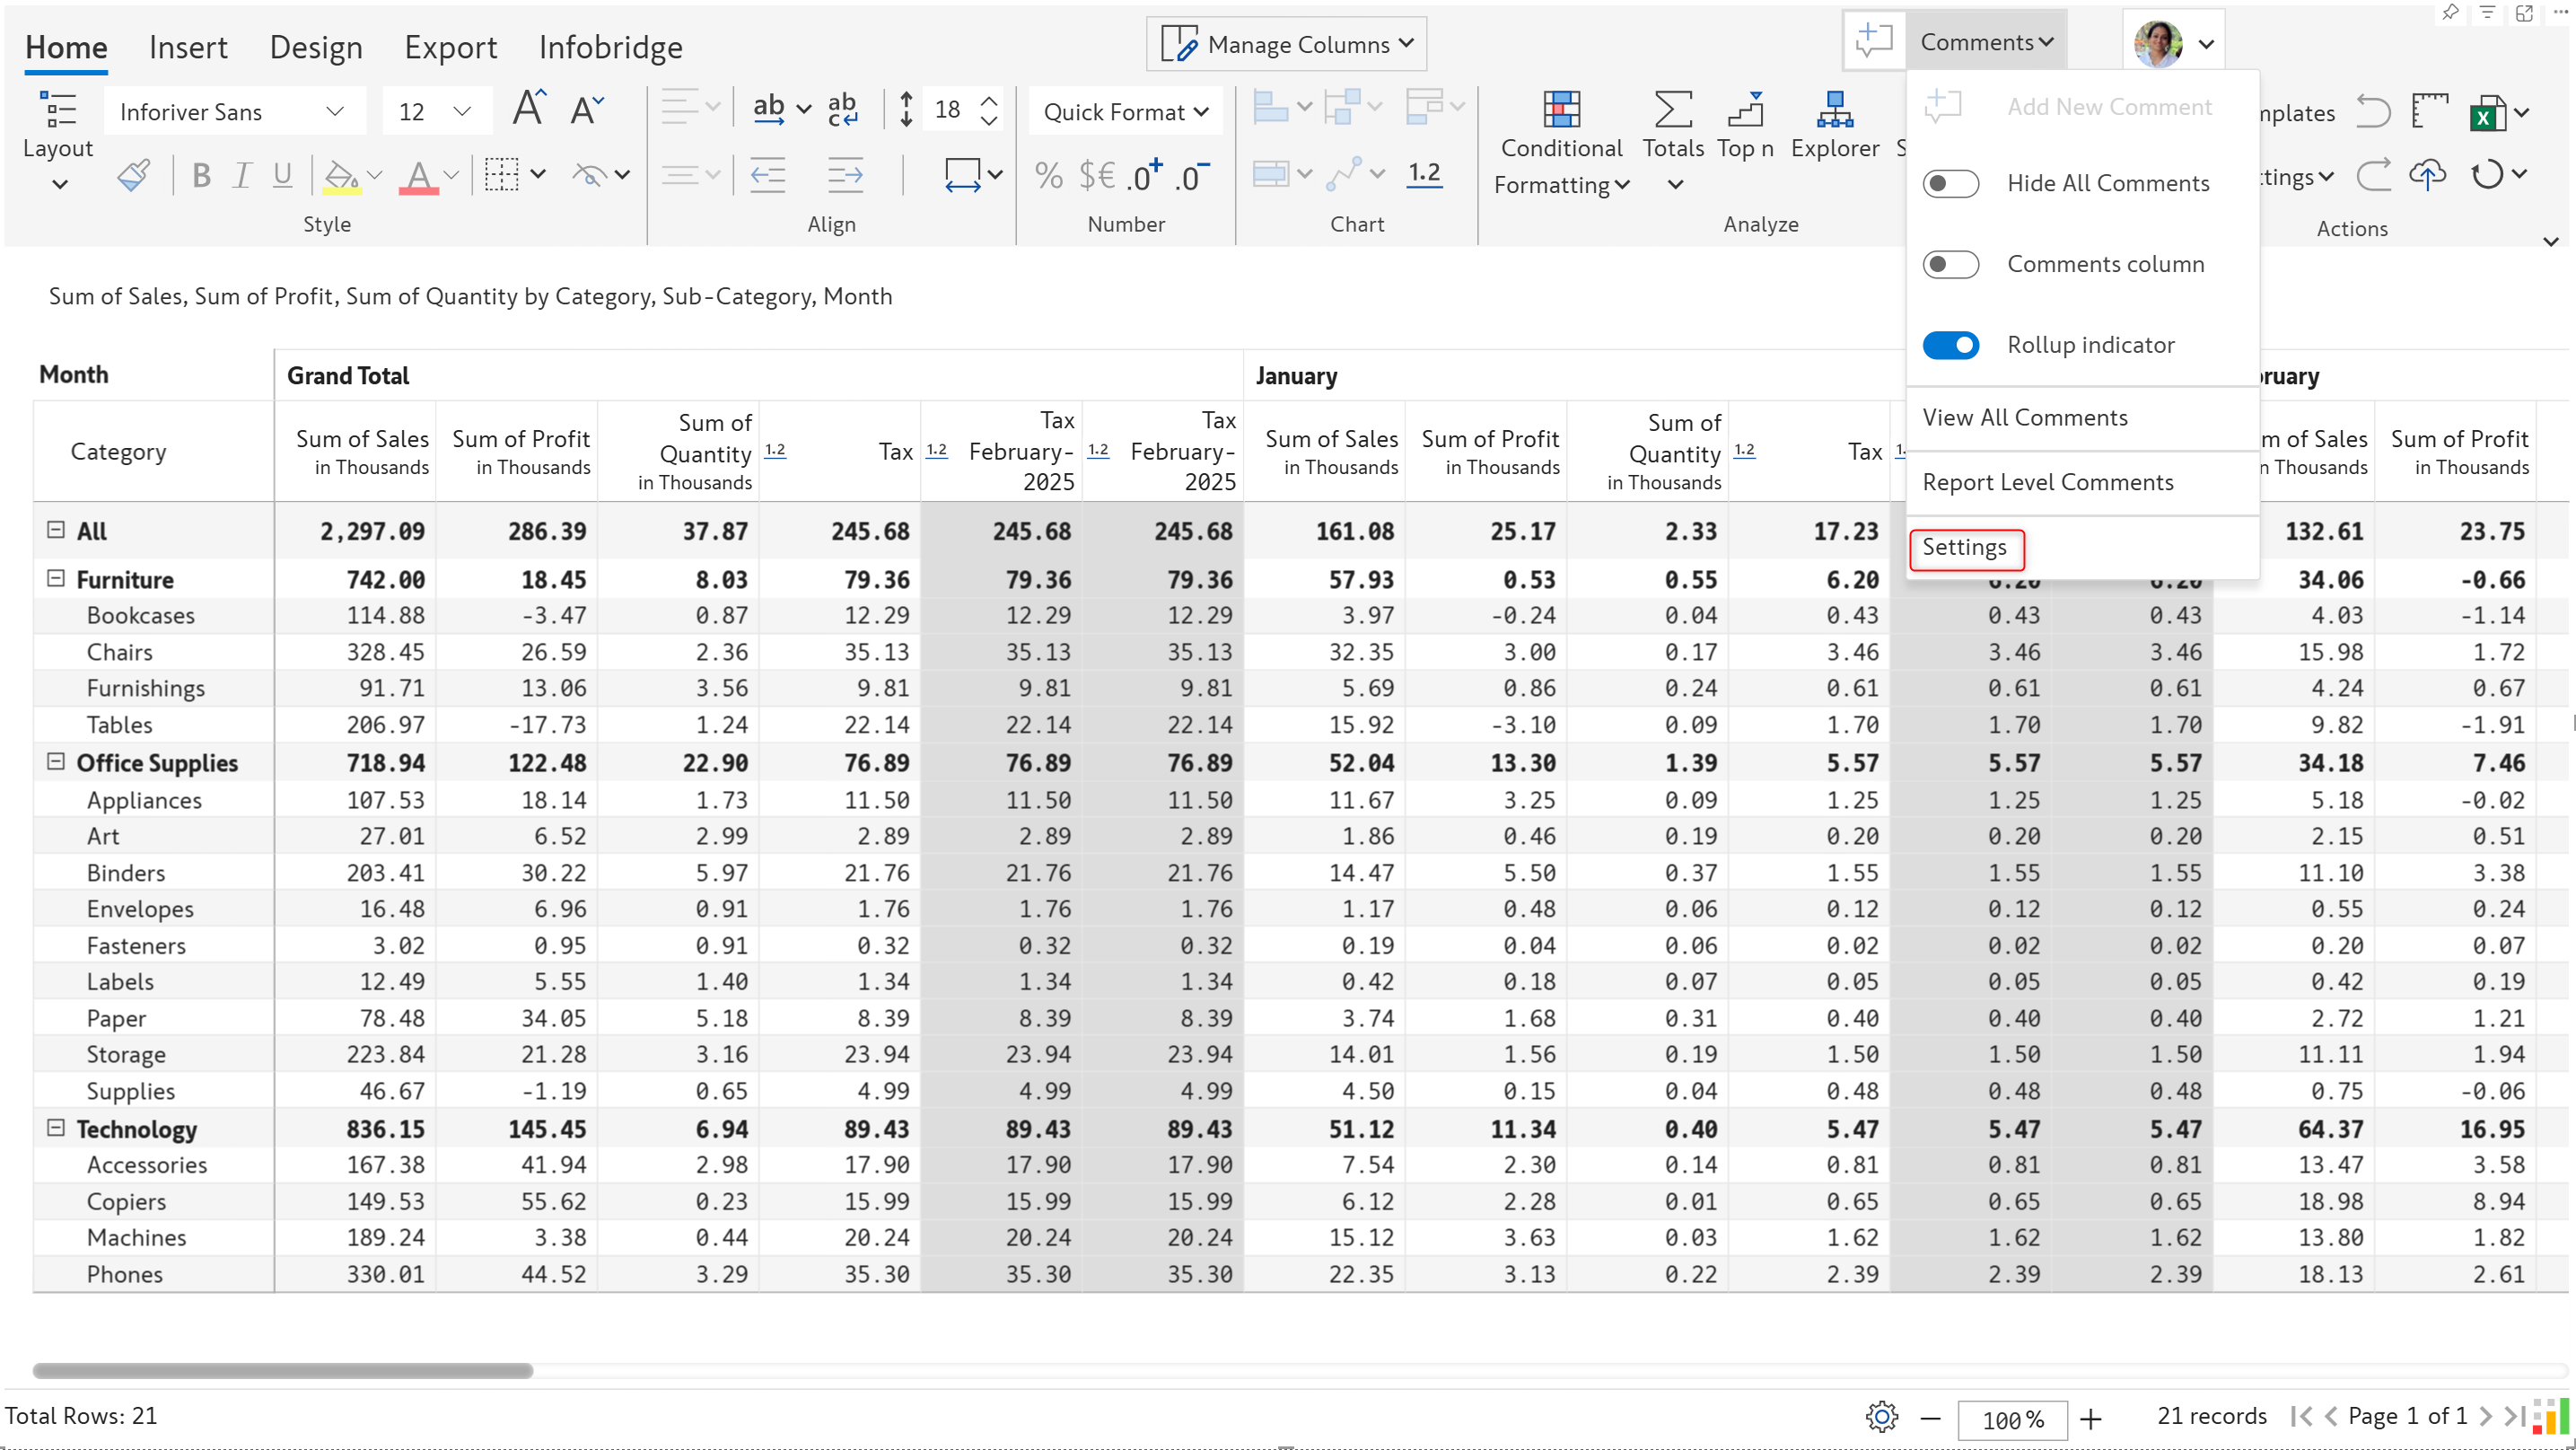 Home Insert Design Export Infobridge Manage Columns Comments
Inforiver Sans 12 ab ab c 18 Quick Format Add New Comment mplates
Layout Conditional Formatting Totals Top n Explorer S
B I U A % $€ .0+ .0- 1.2 Hide All Comments ttings
Style Align Number Chart Analyze Actions
Comments column
Sum of Sales, Sum of Profit, Sum of Quantity by Category, Sub-Category, Month
Rollup indicator
Month Grand Total January ruary
View All Comments
Category Sum of Sales in Thousands Sum of Profit in Thousands Sum of Quantity in Thousands 1.2 Tax 1.2 Tax February-2025 1.2 Tax February-2025 Sum of Sales in Thousands Sum of Profit in Thousands Sum of Quantity in Thousands 1.2 Tax 1. m of Sales n Thousands Sum of Profit in Thousands
Report Level Comments
Settings
All 2,297.09 286.39 37.87 245.68 245.68 245.68 161.08 25.17 2.33 17.23 132.61 23.75
Furniture 742.00 18.45 8.03 79.36 79.36 79.36 57.93 0.53 0.55 6.20 6.20 6.20 34.06 -0.66
Bookcases 114.88 -3.47 0.87 12.29 12.29 12.29 3.97 -0.24 0.04 0.43 0.43 0.43 4.03 -1.14
Chairs 328.45 26.59 2.36 35.13 35.13 35.13 32.35 3.00 0.17 3.46 3.46 3.46 15.98 1.72
Furnishings 91.71 13.06 3.56 9.81 9.81 9.81 5.69 0.86 0.24 0.61 0.61 0.61 4.24 0.67
Tables 206.97 -17.73 1.24 22.14 22.14 22.14 15.92 -3.10 0.09 1.70 1.70 1.70 9.82 -1.91
Office Supplies 718.94 122.48 22.90 76.89 76.89 76.89 52.04 13.30 1.39 5.57 5.57 5.57 34.18 7.46
Appliances 107.53 18.14 1.73 11.50 11.50 11.50 11.67 3.25 0.09 1.25 1.25 1.25 5.18 -0.02
Art 27.01 6.52 2.99 2.89 2.89 2.89 1.86 0.46 0.19 0.20 0.20 0.20 2.15 0.51
Binders 203.41 30.22 5.97 21.76 21.76 21.76 14.47 5.50 0.37 1.55 1.55 1.55 11.10 3.38
Envelopes 16.48 6.96 0.91 1.76 1.76 1.76 1.17 0.48 0.06 0.12 0.12 0.12 0.55 0.24
Fasteners 3.02 0.95 0.91 0.32 0.32 0.32 0.19 0.04 0.06 0.02 0.02 0.02 0.20 0.07
Labels 12.49 5.55 1.40 1.34 1.34 1.34 0.42 0.18 0.07 0.05 0.05 0.05 0.42 0.19
Paper 78.48 34.05 5.18 8.39 8.39 8.39 3.74 1.68 0.31 0.40 0.40 0.40 2.72 1.21
Storage 223.84 21.28 3.16 23.94 23.94 23.94 14.01 1.56 0.19 1.50 1.50 1.50 11.11 1.94
Supplies 46.67 -1.19 0.65 4.99 4.99 4.99 4.50 0.15 0.04 0.48 0.48 0.48 0.75 -0.06
Technology 836.15 145.45 6.94 89.43 89.43 89.43 51.12 11.34 0.40 5.47 5.47 5.47 64.37 16.95
Accessories 167.38 41.94 2.98 17.90 17.90 17.90 7.54 2.30 0.14 0.81 0.81 0.81 13.47 3.58
Copiers 149.53 55.62 0.23 15.99 15.99 15.99 6.12 2.28 0.01 0.65 0.65 0.65 18.98 8.94
Machines 189.24 3.38 0.44 20.24 20.24 20.24 15.12 3.63 0.03 1.62 1.62 1.62 13.80 1.82
Phones 330.01 44.52 3.29 35.30 35.30 35.30 22.35 3.13 0.22 2.39 2.39 2.39 18.13 2.61
Total Rows: 21 100% 21 records Page 1 of 1